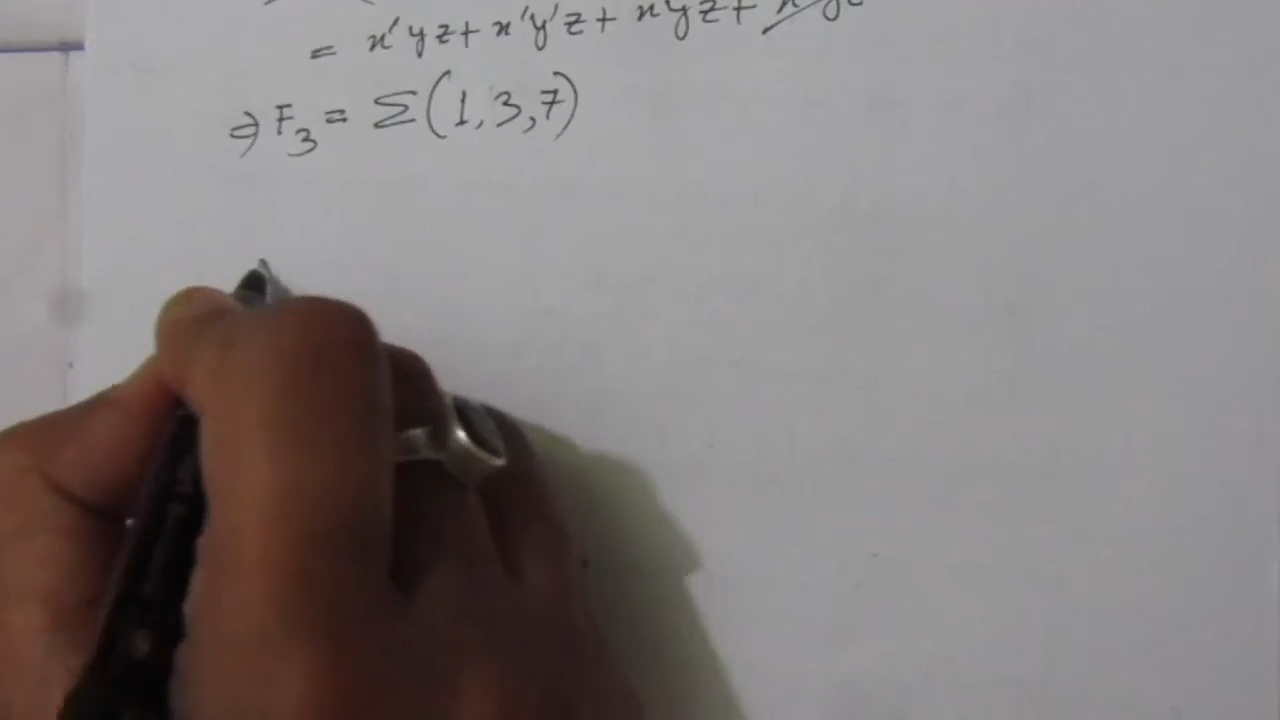 = x'yz + x'y'z + xyz +
⇒ F₃ = Σ(1,3,7)